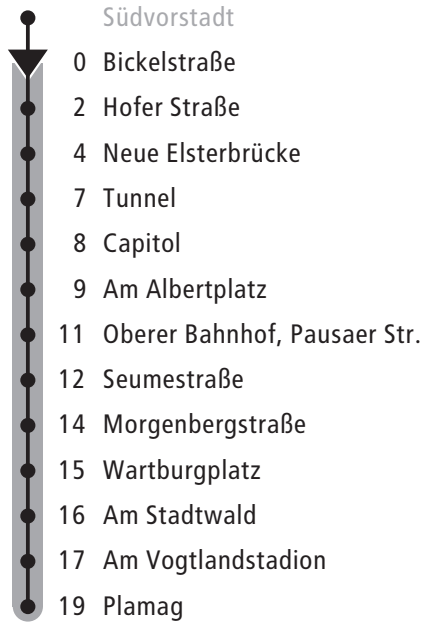 Südvorstadt
0 Bickelstraße
2 Hofer Straße
4 Neue Elsterbrücke
7 Tunnel
8 Capitol
9 Am Albertplatz
11 Oberer Bahnhof, Pausaer Str.
12 Seumestraße
14 Morgenbergstraße
15 Wartburgplatz
16 Am Stadtwald
17 Am Vogtlandstadion
19 Plamag